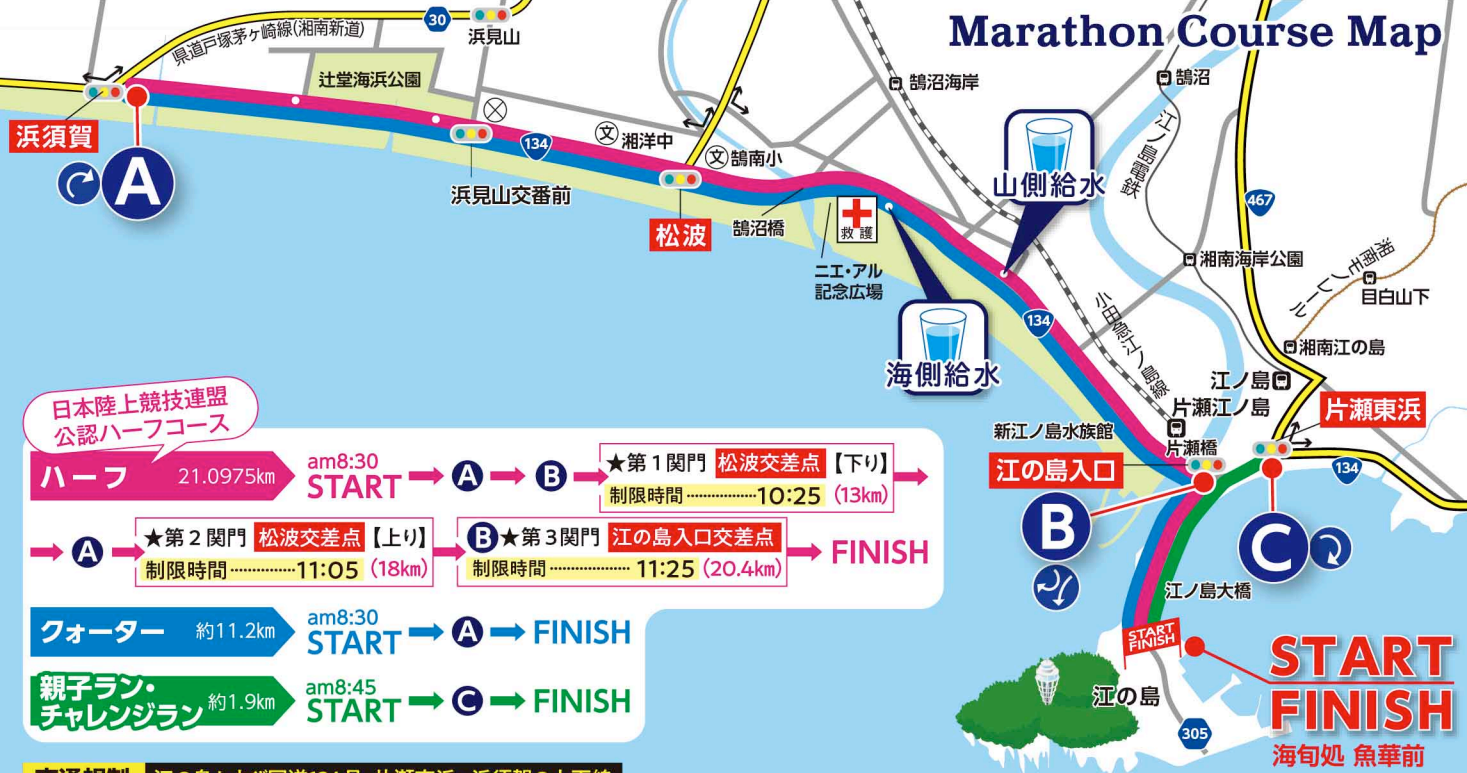 Marathon Course Map
30
浜見山
県道戸塚茅ヶ崎線(湘南新道)
辻堂海浜公園
鵠沼海岸
鵠沼
江ノ島電鉄
浜須賀
A
134
文 湘洋中
文 鵠南小
浜見山交番前
松波
鵠沼橋
救護
ニエ・アル
記念広場
山側給水
海側給水
467
湘南海岸公園
湘南モノレール
目白山下
134
小田急江ノ島線
湘南江の島
江ノ島
片瀬江ノ島
片瀬東浜
新江ノ島水族館
片瀬橋
江の島入口
134
B
C
江ノ島大橋
START
FINISH
江の島
305
START
FINISH
海旬処 魚華前
日本陸上競技連盟
公認ハーフコース
ハーフ 21.0975km am8:30 START A B ★第1関門 松波交差点【下り】
制限時間 10:25 (13km)
A ★第2関門 松波交差点【上り】
制限時間 11:05 (18km)
B★第3関門 江の島入口交差点
制限時間 11:25 (20.4km)
FINISH
クォーター 約11.2km am8:30 START A FINISH
親子ラン・
チャレンジラン 約1.9km am8:45 START C FINISH